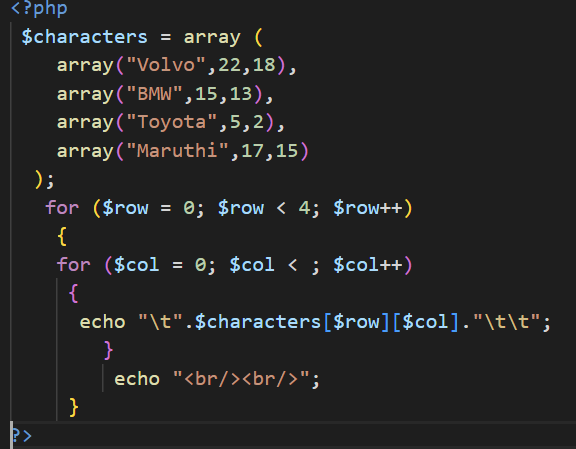 <?php
$characters = array (
array("Volvo",22,18),
array("BMW",15,13),
array("Toyota",5,2),
array("Maruthi",17,15)
);
for ($row = 0; $row < 4; $row++)
{
for ($col = 0; $col < ; $col++)
{
echo "\t".$characters[$row][$col]."\t\t";
}
echo "<br/><br/>";
}
?>